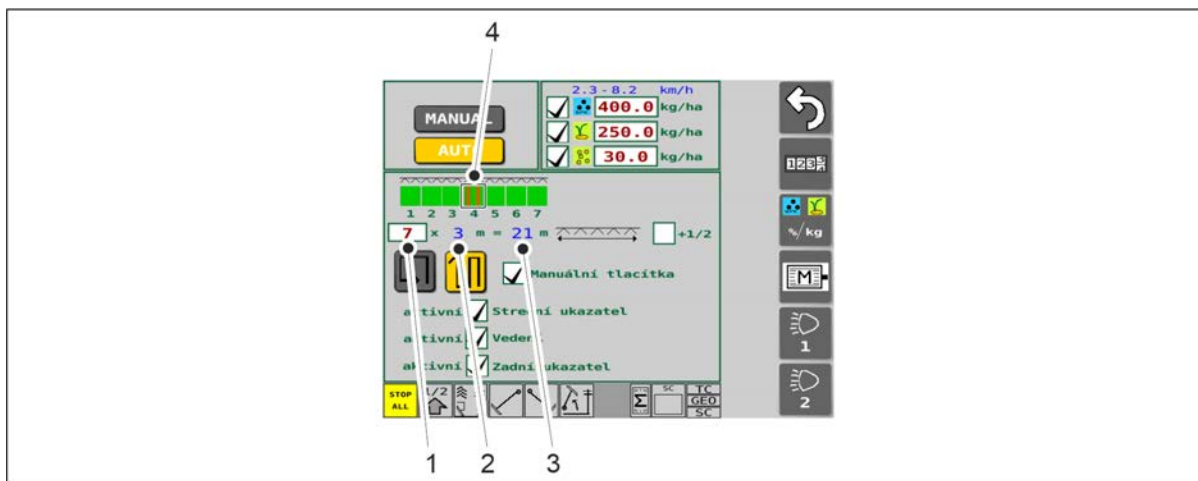 4
2.3-8.2 km/h
MANUAL
400.0 kg/ha
AUTO
250.0 kg/ha
30.0 kg/ha
1 2 3 4 5 6 7
7 x 3 m = 21 m +1/2
Manuální tlacítka
aktivní Stredni ukazatel
aktivní Vedení
aktivní Zadní ukazatel
STOP ALL
1/2
Σ
SC
TC
GEO
SC
%/kg
M
1
2
1 2 3